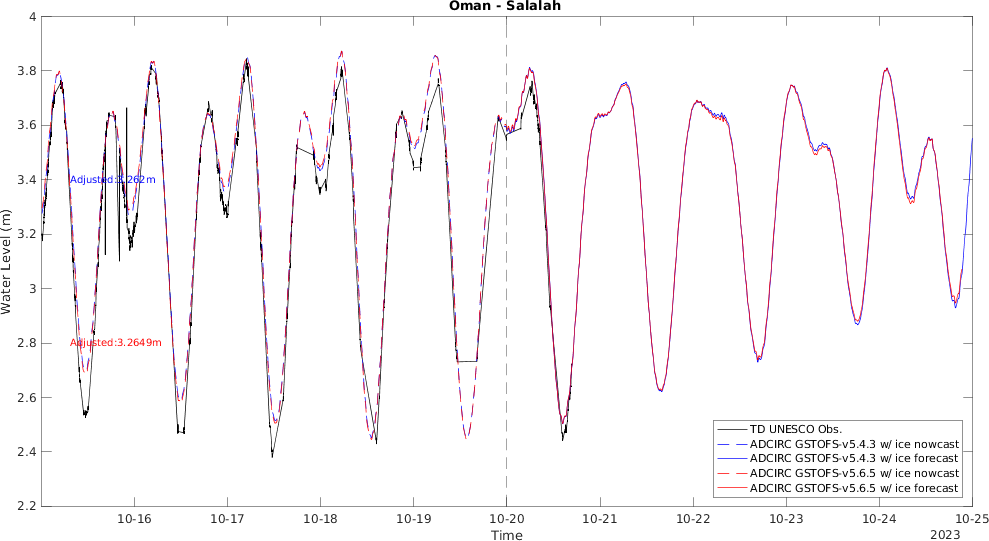 Oman - Salalah
4
3.8
3.6
3.4
3.2
3
2.8
2.6
2.4
2.2
Water Level (m)
Adjusted:3.262m
Adjusted:3.2649m
TD UNESCO Obs.
ADCIRC GSTOFS-v5.4.3 w/ ice nowcast
ADCIRC GSTOFS-v5.4.3 w/ ice forecast
ADCIRC GSTOFS-v5.6.5 w/ ice nowcast
ADCIRC GSTOFS-v5.6.5 w/ ice forecast
10-16 10-17 10-18 10-19 10-20 10-21 10-22 10-23 10-24 10-25
Time
2023